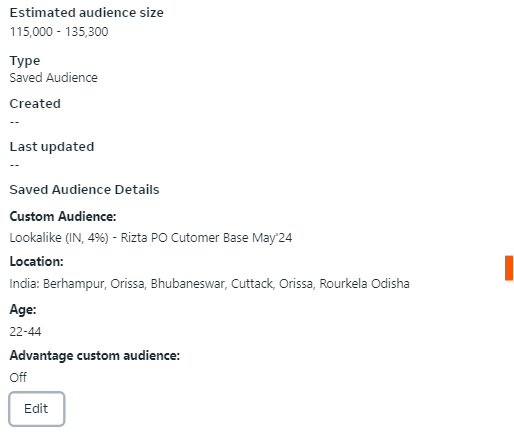 Estimated audience size
115,000 - 135,300
Type
Saved Audience
Created
--
Last updated
--
Saved Audience Details
Custom Audience:
Lookalike (IN, 4%) - Rizta PO Cutomer Base May'24
Location:
India: Berhampur, Orissa, Bhubaneswar, Cuttack, Orissa, Rourkela Odisha
Age:
22-44
Advantage custom audience:
Off
Edit